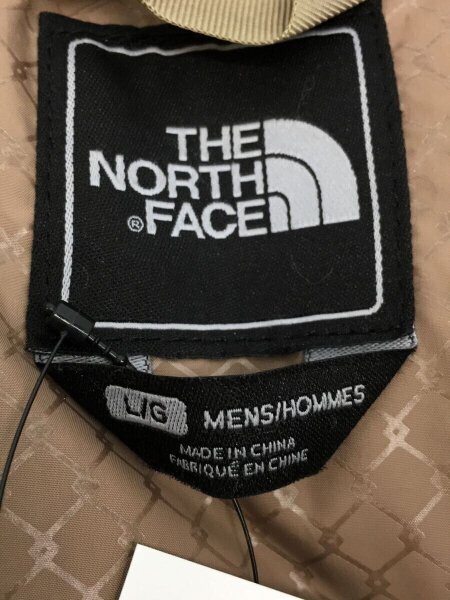 THE
NORTH
® FACE
L/G MENS/HOMMES
MADE IN CHINA
FABRIQUÉ EN CHINE